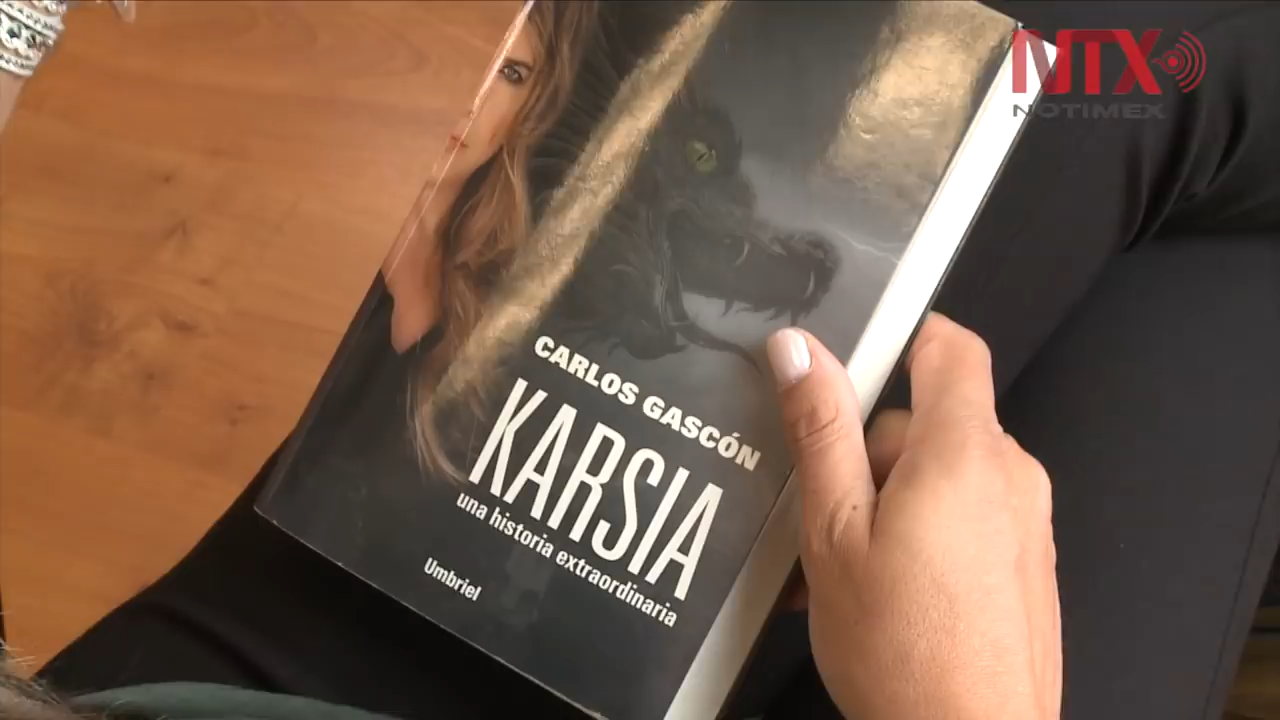 NTX
NOTIMEX
CARLOS GASCÓN
KARSIA
una historia extraordinaria
Umbriel